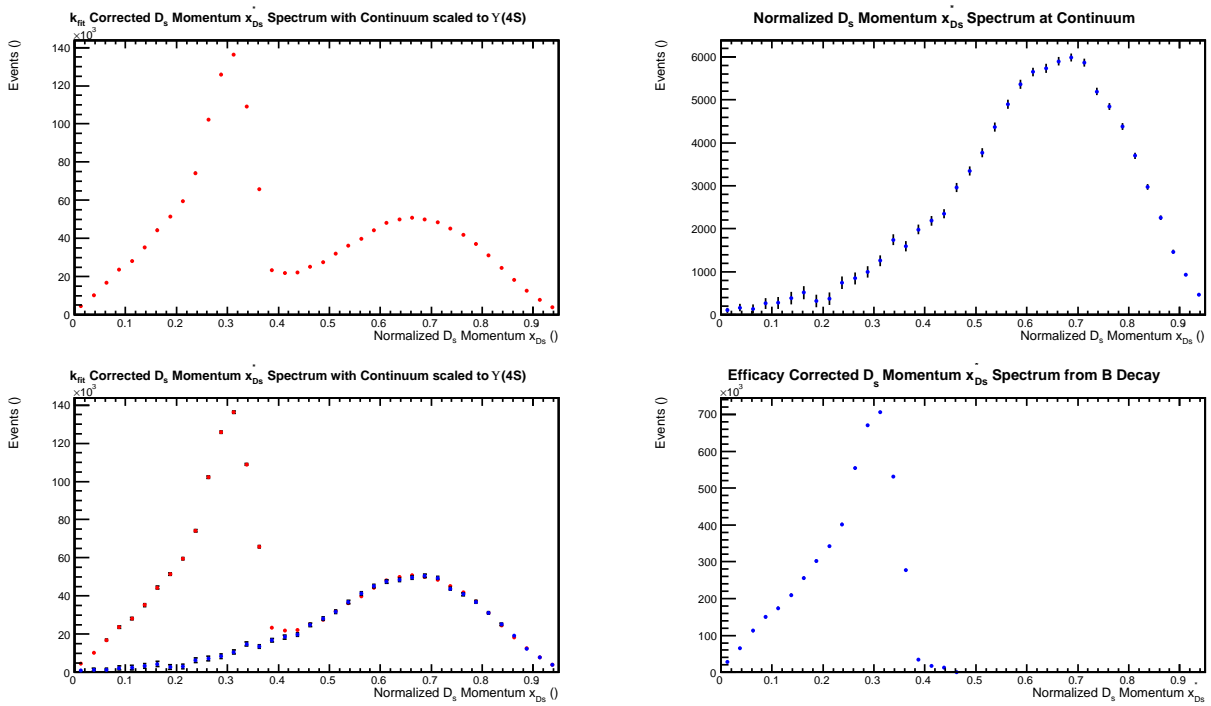 k_fit Corrected D_s Momentum x*_Ds Spectrum with Continuum scaled to ϒ(4S)
×10³
Events ()
140
120
100
80
60
40
20
0
0 0.1 0.2 0.3 0.4 0.5 0.6 0.7 0.8 0.9
Normalized D_s Momentum x_Ds ()
Normalized D_s Momentum x*_Ds Spectrum at Continuum
Events ()
6000
5000
4000
3000
2000
1000
0
0 0.1 0.2 0.3 0.4 0.5 0.6 0.7 0.8 0.9
Normalized D_s Momentum x_Ds ()
k_fit Corrected D_s Momentum x*_Ds Spectrum with Continuum scaled to ϒ(4S)
×10³
Events ()
140
120
100
80
60
40
20
0
0 0.1 0.2 0.3 0.4 0.5 0.6 0.7 0.8 0.9
Normalized D_s Momentum x_Ds ()
Efficacy Corrected D_s Momentum x*_Ds Spectrum from B Decay
×10³
Events ()
700
600
500
400
300
200
100
0
0 0.1 0.2 0.3 0.4 0.5 0.6 0.7 0.8 0.9
Normalized D_s Momentum x*_Ds